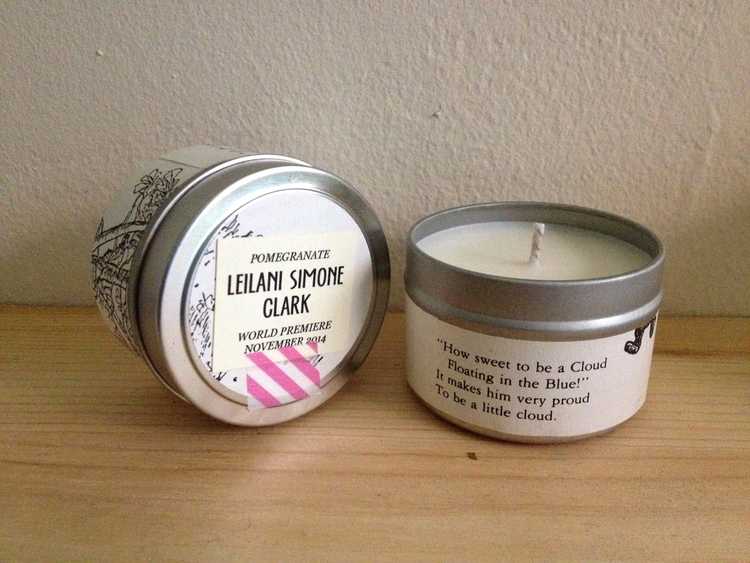 POMEGRANATE
LEILANI SIMONE
CLARK
WORLD PREMIERE
NOVEMBER 2014
"How sweet to be a Cloud
Floating in the Blue!"
It makes him very proud
To be a little cloud.